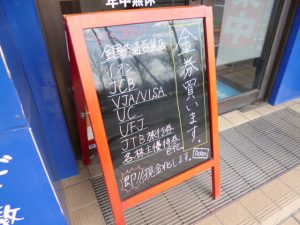 年中無休
金券買います。
全国共通百貨店
JCB
VJA/VISA
UC
UFJ
JTB旅行券
各株主優待券
即!!現金化します。